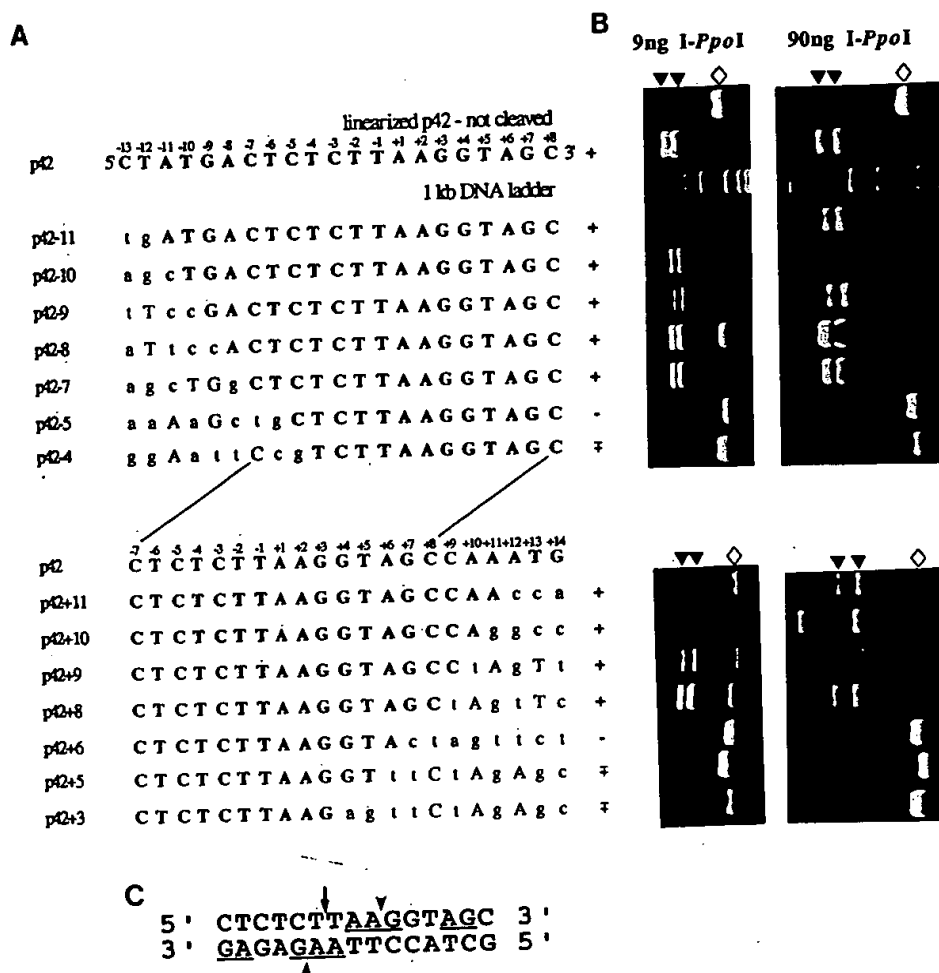 A
B
9ng I-PpoI 90ng I-PpoI
linearized p42 - not cleaved
-13 -12 -11 -10 -9 -8 -7 -6 -5 -4 -3 -2 -1 +1 +2 +3 +4 +5 +6 +7 +8
p42 5' C T A T G A C T C T C T T A A G G T A G C 3' +
1 kb DNA ladder
p42-11 t g A T G A C T C T C T T A A G G T A G C +
p42-10 a g c T G A C T C T C T T A A G G T A G C +
p42-9 t T c c G A C T C T C T T A A G G T A G C +
p42-8 a T t c c A C T C T C T T A A G G T A G C +
p42-7 a g c T G g C T C T C T T A A G G T A G C +
p42-5 a a A a G c t g C T C T T A A G G T A G C -
p42-4 g g A a t t C c g T C T T A A G G T A G C ∓
-7 -6 -5 -4 -3 -2 -1 +1 +2 +3 +4 +5 +6 +7 +8 +9 +10 +11 +12 +13 +14
p42 C T C T C T T A A G G T A G C C A A A T G
p42+11 C T C T C T T A A G G T A G C C A A c c a +
p42+10 C T C T C T T A A G G T A G C C A g g c c +
p42+9 C T C T C T T A A G G T A G C C t A g T t +
p42+8 C T C T C T T A A G G T A G C t A g t T c +
p42+6 C T C T C T T A A G G T A c t a g t t c t -
p42+5 C T C T C T T A A G G T t t C t A g A g c ∓
p42+3 C T C T C T T A A G a g t t C t A g A g c ∓
C
5' CTCTCTTAAGGTAGC 3'
3' GAGAGAATTCCATCG 5'